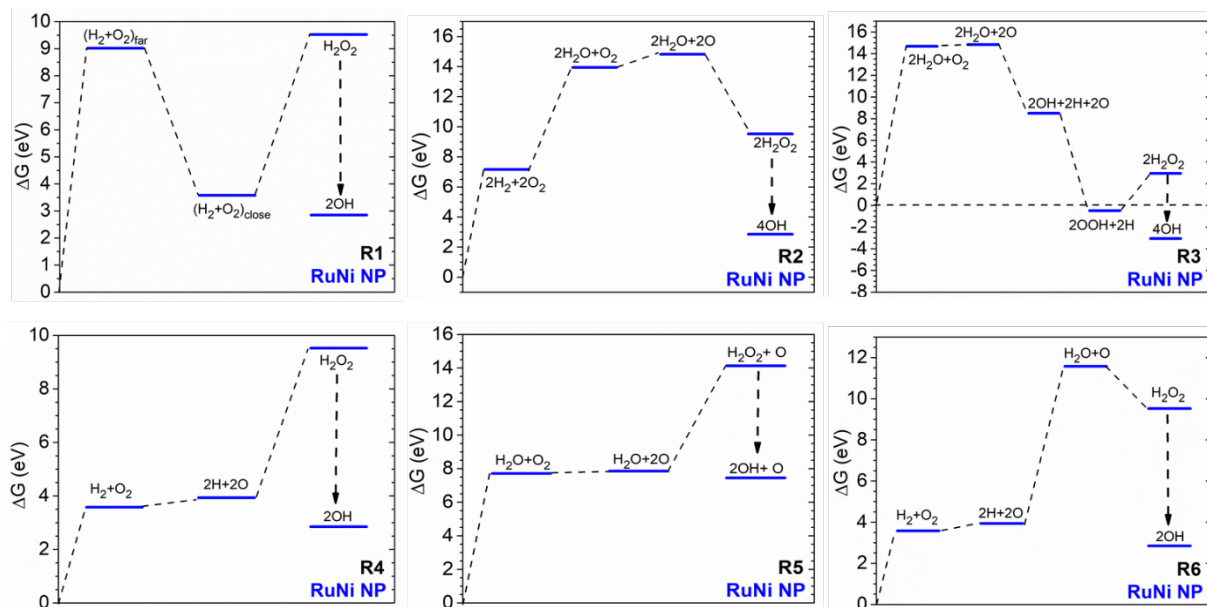 10
9
8
7
6
5
4
3
2
1
0
ΔG (eV)
(H₂+O₂)far
(H₂+O₂)close
H₂O₂
2OH
R1
RuNi NP
16
14
12
10
8
6
4
2
0
ΔG (eV)
2H₂+2O₂
2H₂O+O₂
2H₂O+2O
2H₂O₂
4OH
R2
RuNi NP
16
14
12
10
8
6
4
2
0
-2
-4
-6
-8
ΔG (eV)
2H₂O+O₂
2H₂O+2O
2OH+2H+2O
2OOH+2H
2H₂O₂
4OH
R3
RuNi NP
10
8
6
4
2
0
ΔG (eV)
H₂+O₂
2H+2O
H₂O₂
2OH
R4
RuNi NP
16
14
12
10
8
6
4
2
0
ΔG (eV)
H₂O+O₂
H₂O+2O
H₂O₂+ O
2OH+ O
R5
RuNi NP
12
10
8
6
4
2
0
ΔG (eV)
H₂+O₂
2H+2O
H₂O+O
H₂O₂
2OH
R6
RuNi NP